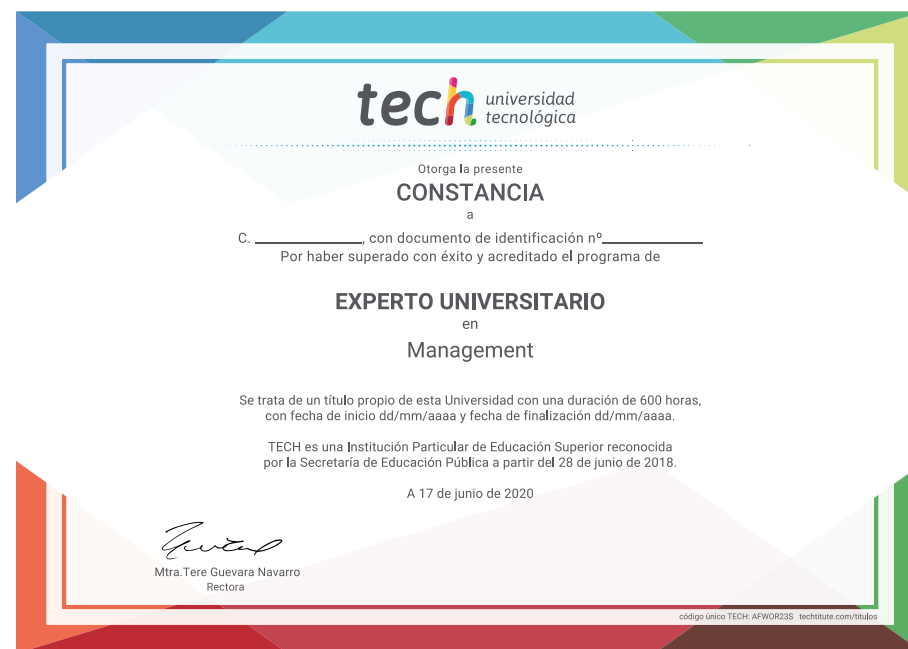 tech universidad
tecnológica
Otorga la presente
CONSTANCIA
a
C. ____________, con documento de identificación nº____________
Por haber superado con éxito y acreditado el programa de
EXPERTO UNIVERSITARIO
en
Management
Se trata de un título propio de esta Universidad con una duración de 600 horas,
con fecha de inicio dd/mm/aaaa y fecha de finalización dd/mm/aaaa.
TECH es una Institución Particular de Educación Superior reconocida
por la Secretaría de Educación Pública a partir del 28 de junio de 2018.
A 17 de junio de 2020
Mtra.Tere Guevara Navarro
Rectora
código único TECH: AFWOR23S techtitute.com/titulos